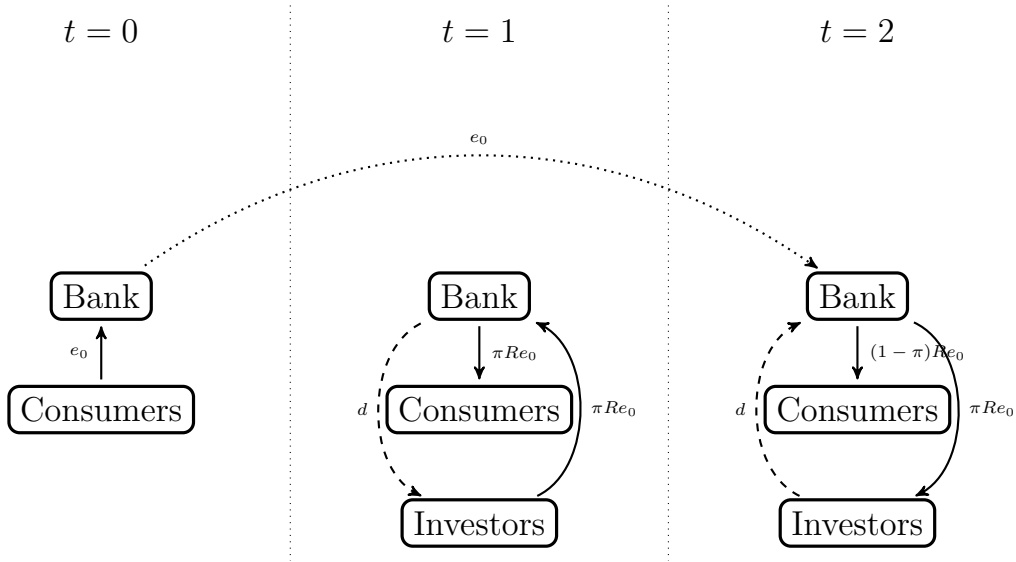 t = 0
t = 1
t = 2
e₀
Bank
Bank
Bank
e₀
πRe₀
(1 − π)Re₀
Consumers
d
Consumers
πRe₀
d
Consumers
πRe₀
Investors
Investors